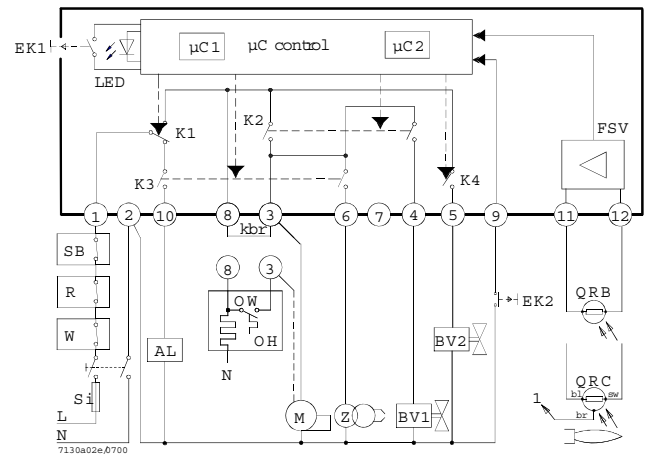 EK1
µC1
µC control
µC2
LED
FSV
K1
K2
K3
K4
1
2
10
8
3
6
7
4
5
9
11
12
kbr
SB
R
W
Si
L
N
AL
8
3
OW
OH
N
M
Z
BV1
BV2
EK2
QRB
QRC
bl
sw
br
1
7130a02e/0700